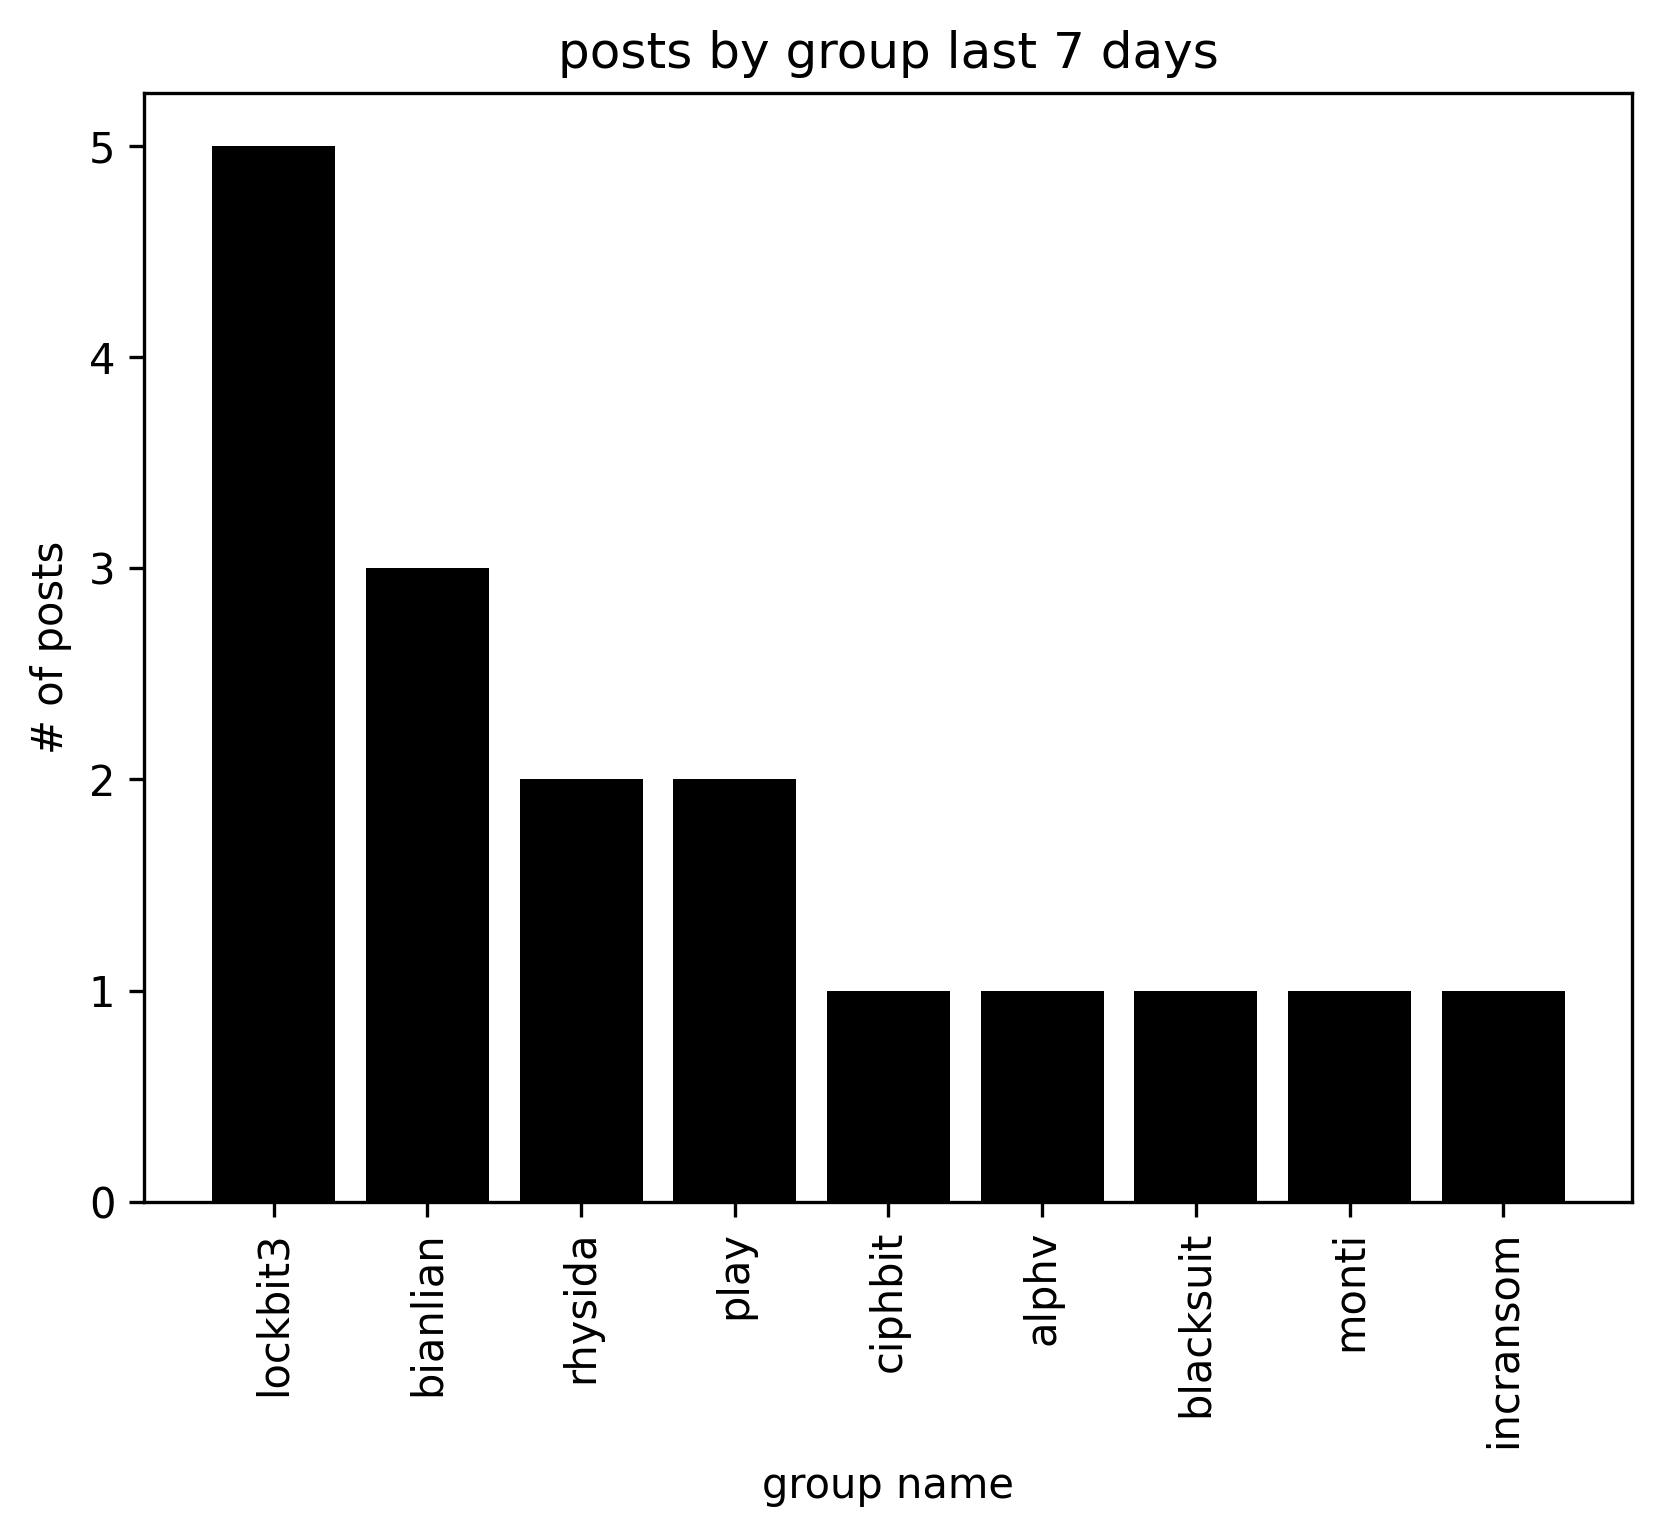 posts by group last 7 days
# of posts
5
4
3
2
1
0
lockbit3
bianlian
rhysida
play
ciphbit
alphv
blacksuit
monti
incransom
group name